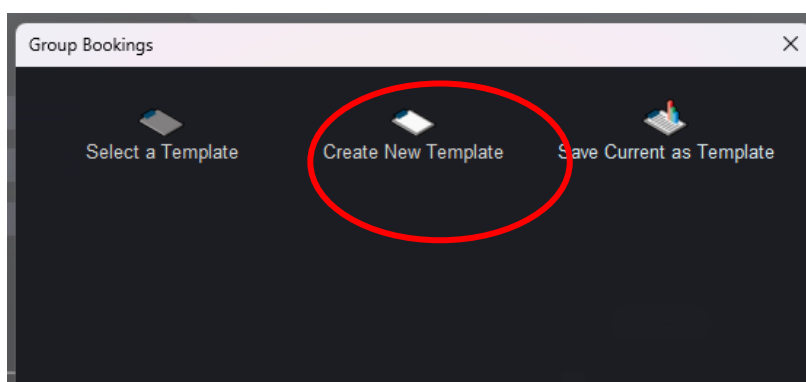 Group Bookings
Select a Template
Create New Template
Save Current as Template